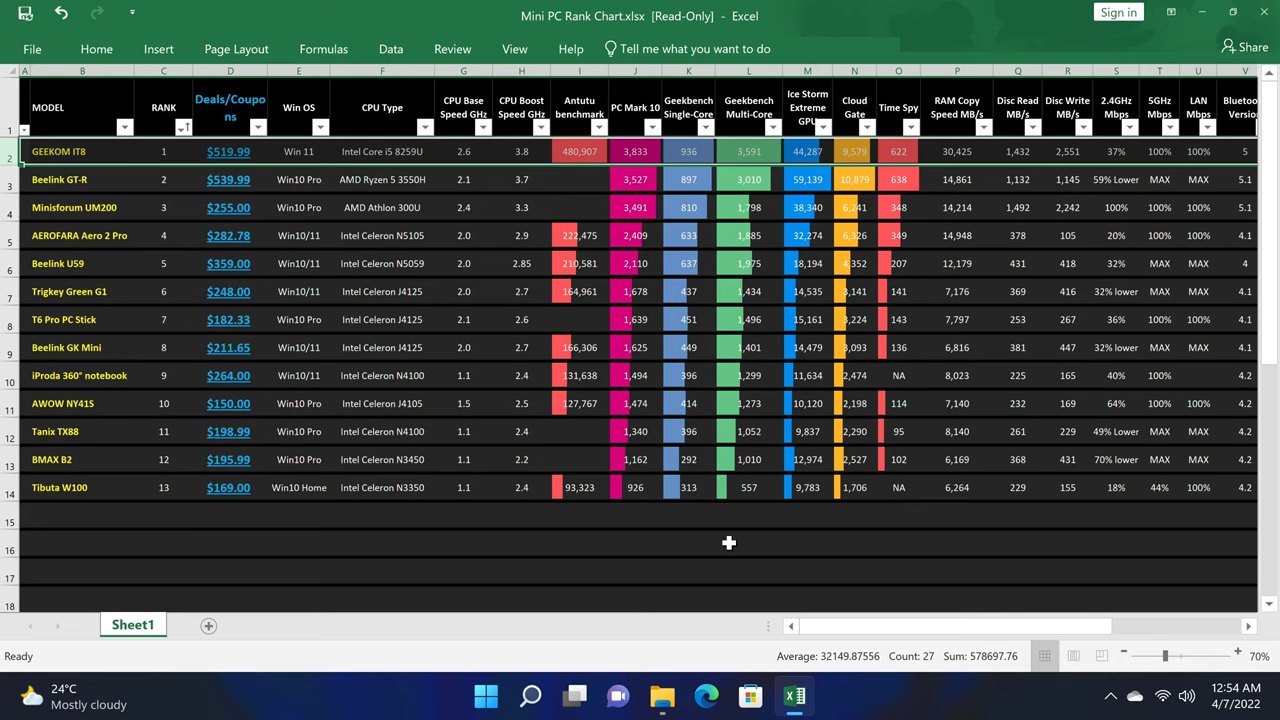 Mini PC Rank Chart.xlsx [Read-Only] - Excel
Sign in
File Home Insert Page Layout Formulas Data Review View Help Tell me what you want to do Share
A B C D E F G H I J K L M N O P Q R S T U V
1 MODEL RANK Deals/Coupons Win OS CPU Type CPU Base Speed GHz CPU Boost Speed GHz Antutu benchmark PC Mark 10 Geekbench Single-Core Geekbench Multi-Core Ice Storm Extreme GPU Cloud Gate Time Spy RAM Copy Speed MB/s Disc Read MB/s Disc Write MB/s 2.4GHz Mbps 5GHz Mbps LAN Mbps Bluetoo Versio
2 GEEKOM IT8 1 $519.99 Win 11 Intel Core i5 8259U 2.6 3.8 480,907 3,833 936 3,591 44,287 9,579 622 30,425 1,432 2,551 37% 100% 100% 5
3 Beelink GT-R 2 $539.99 Win10 Pro AMD Ryzen 5 3550H 2.1 3.7 3,527 897 3,010 59,139 10,879 638 14,861 1,132 1,145 59% Lower MAX MAX 5.1
4 Minisforum UM200 3 $255.00 Win10 Pro AMD Athlon 300U 2.4 3.3 3,491 810 1,798 38,340 6,241 348 14,214 1,492 2,242 100% 100% 100% 5.1
5 AEROFARA Aero 2 Pro 4 $282.78 Win10/11 Intel Celeron N5105 2.0 2.9 222,475 2,409 633 1,885 32,274 6,326 349 14,948 378 105 20% 100% 100% 5.1
6 Beelink U59 5 $359.00 Win10/11 Intel Celeron N5059 2.0 2.85 210,581 2,110 637 1,975 18,194 4,352 207 12,179 431 418 32% MAX MAX 4
7 Trigkey Green G1 6 $248.00 Win10/11 Intel Celeron J4125 2.0 2.7 164,961 1,678 437 1,434 14,535 3,141 141 7,176 369 416 32% lower MAX MAX 4.1
8 T6 Pro PC Stick 7 $182.33 Win10 Pro Intel Celeron J4125 2.1 2.6 1,639 451 1,496 15,161 3,224 143 7,797 253 267 36% 100% 100% 4.1
9 Beelink GK Mini 8 $211.65 Win10/11 Intel Celeron J4125 2.0 2.7 166,306 1,625 449 1,401 14,479 3,093 136 6,816 381 447 32% lower MAX MAX 4.1
10 iProda 360° notebook 9 $264.00 Win10/11 Intel Celeron N4100 1.1 2.4 131,638 1,494 396 1,299 11,634 2,474 NA 8,023 225 165 40% 100% 4.2
11 AWOW NY41S 10 $150.00 Win10 Pro Intel Celeron J4105 1.5 2.5 127,767 1,474 414 1,273 10,120 2,198 114 7,140 232 169 64% 100% 100% 4.2
12 Tanix TX88 11 $198.99 Win10 Pro Intel Celeron N4100 1.1 2.4 1,340 396 1,052 9,837 2,290 95 8,140 261 229 49% Lower MAX MAX 4.2
13 BMAX B2 12 $195.99 Win10 Pro Intel Celeron N3450 1.1 2.2 1,162 292 1,010 12,974 2,527 102 6,169 368 431 70% lower MAX MAX 4.2
14 Tibuta W100 13 $169.00 Win10 Home Intel Celeron N3350 1.1 2.4 93,323 926 313 557 9,783 1,706 NA 6,264 229 155 18% 44% 100% 4.2
15
16
17
18
Sheet1
Ready Average: 32149.87556 Count: 27 Sum: 578697.76 70%
24°C
Mostly cloudy
12:54 AM
4/7/2022